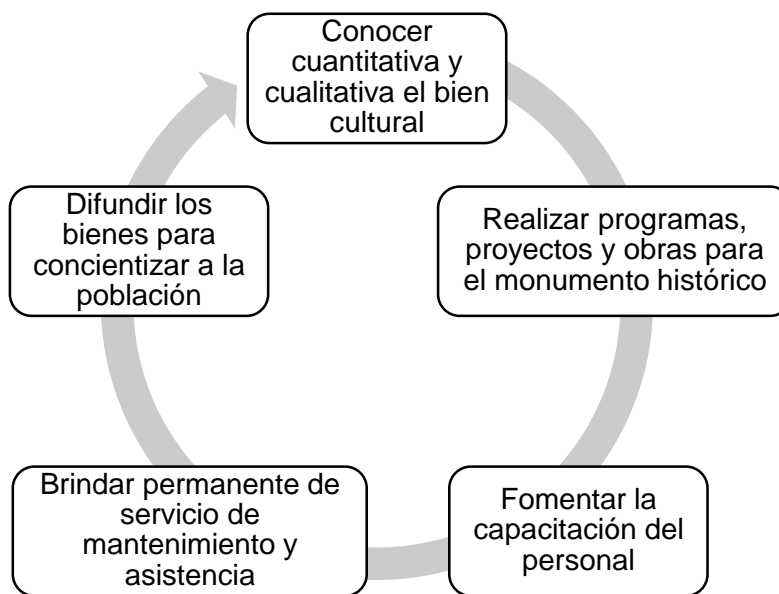 Conocer
cuantitativa y
cualitativa el bien
cultural
Realizar programas,
proyectos y obras para
el monumento histórico
Fomentar la
capacitación del
personal
Brindar permanente de
servicio de
mantenimiento y
asistencia
Difundir los
bienes para
concientizar a la
población